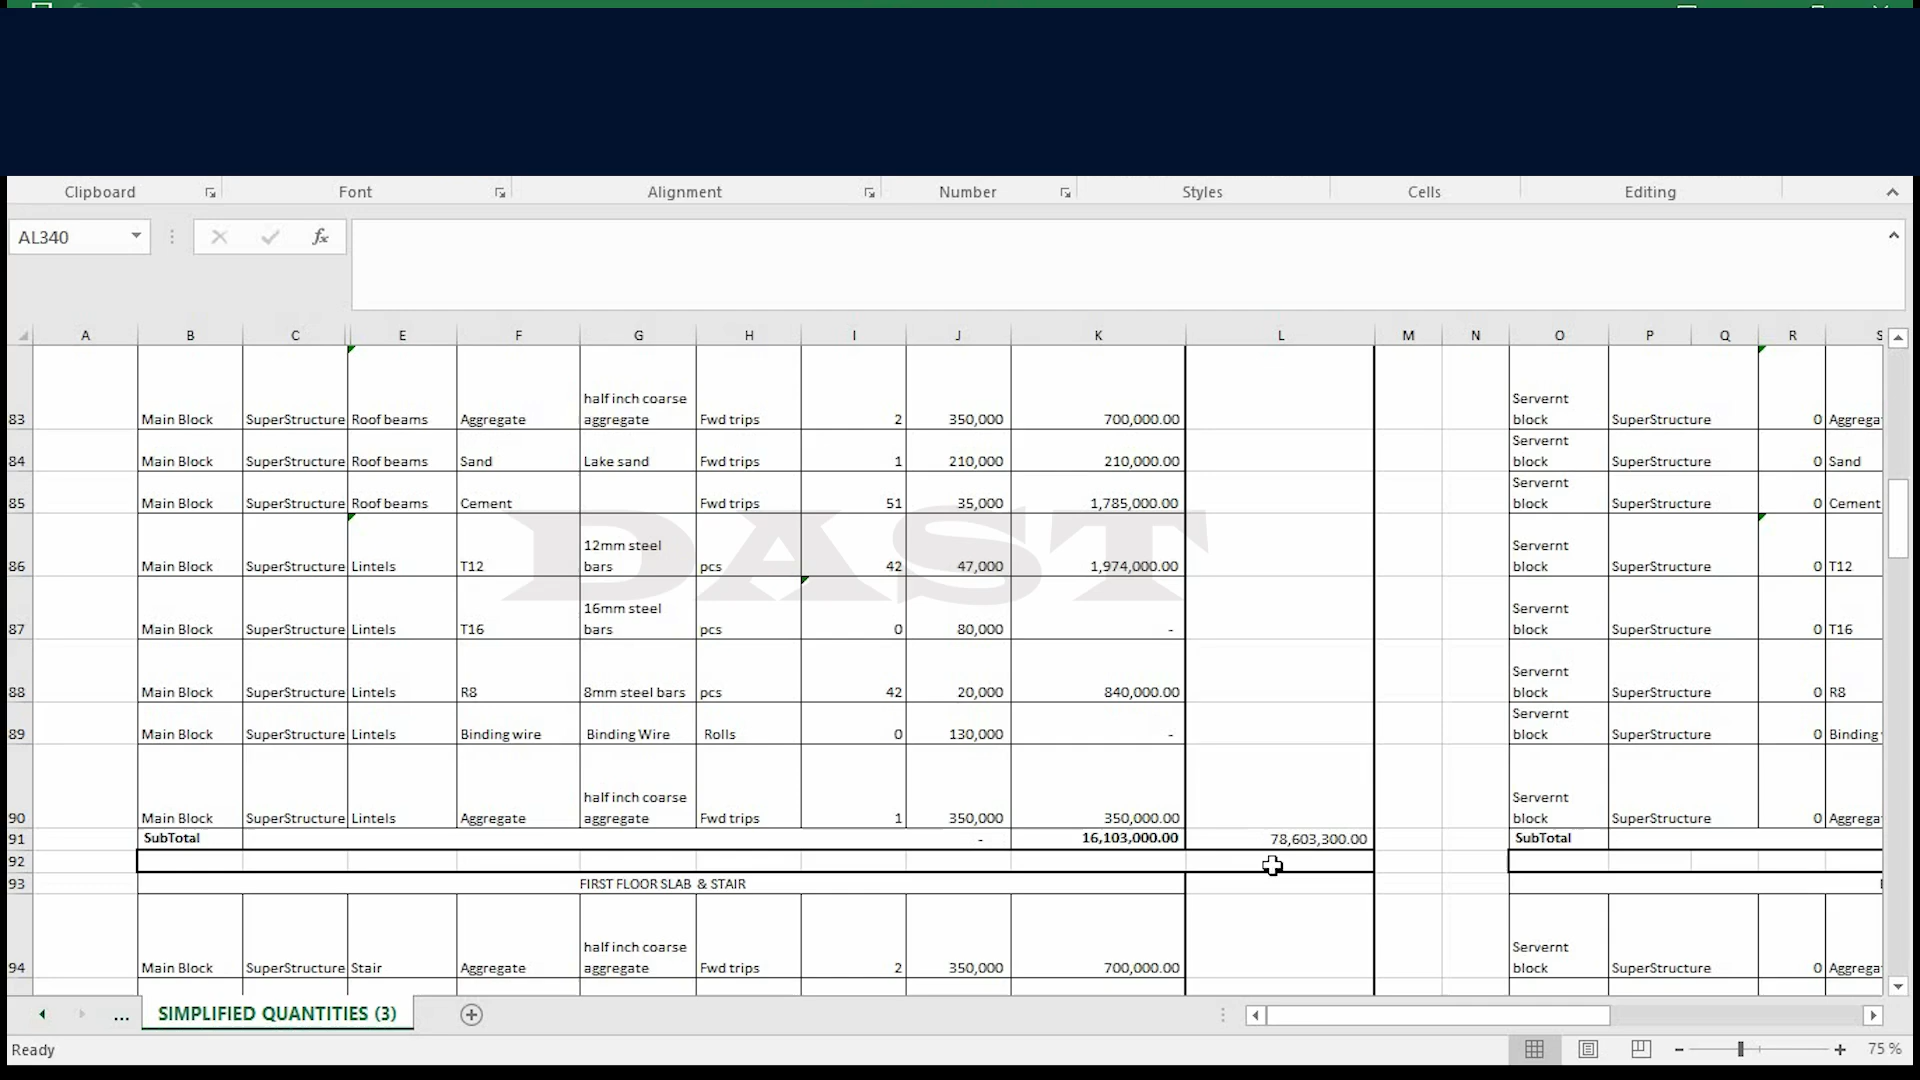 Clipboard Font Alignment Number Styles Cells Editing
AL340 fx
A B C E F G H I J K L M N O P Q R S
half inch coarse Servernt
83 Main Block SuperStructure Roof beams Aggregate aggregate Fwd trips 2 350,000 700,000.00 block SuperStructure 0 Aggrega
Servernt
84 Main Block SuperStructure Roof beams Sand Lake sand Fwd trips 1 210,000 210,000.00 block SuperStructure 0 Sand
Servernt
85 Main Block SuperStructure Roof beams Cement Fwd trips 51 35,000 1,785,000.00 block SuperStructure 0 Cement
DAST
12mm steel Servernt
86 Main Block SuperStructure Lintels T12 bars pcs 42 47,000 1,974,000.00 block SuperStructure 0 T12
16mm steel Servernt
87 Main Block SuperStructure Lintels T16 bars pcs 0 80,000 - block SuperStructure 0 T16
Servernt
88 Main Block SuperStructure Lintels R8 8mm steel bars pcs 42 20,000 840,000.00 block SuperStructure 0 R8
Servernt
89 Main Block SuperStructure Lintels Binding wire Binding Wire Rolls 0 130,000 - block SuperStructure 0 Binding
half inch coarse Servernt
90 Main Block SuperStructure Lintels Aggregate aggregate Fwd trips 1 350,000 350,000.00 block SuperStructure 0 Aggrega
91 SubTotal - 16,103,000.00 78,603,300.00 SubTotal
92
93 FIRST FLOOR SLAB & STAIR
half inch coarse Servernt
94 Main Block SuperStructure Stair Aggregate aggregate Fwd trips 2 350,000 700,000.00 block SuperStructure 0 Aggrega
... SIMPLIFIED QUANTITIES (3)
Ready 75 %